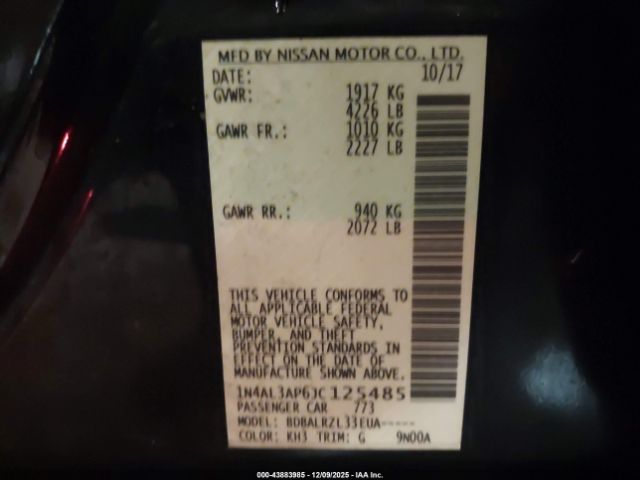 MFD BY NISSAN MOTOR CO., LTD.
DATE: 10/17
GVWR: 1917 KG
4226 LB
GAWR FR.: 1010 KG
2227 LB
GAWR RR.: 940 KG
2072 LB
THIS VEHICLE CONFORMS TO
ALL APPLICABLE FEDERAL
MOTOR VEHICLE SAFETY,
BUMPER, AND THEFT
PREVENTION STANDARDS IN
EFFECT ON THE DATE OF
MANUFACTURE SHOWN ABOVE.
1N4AL3AP6JC125485
PASSENGER CAR 773
MODEL: BDBALRZL33EUA-----
COLOR: KH3 TRIM: G 9N00A
000-43883985 - 12/09/2025 - IAA, Inc.